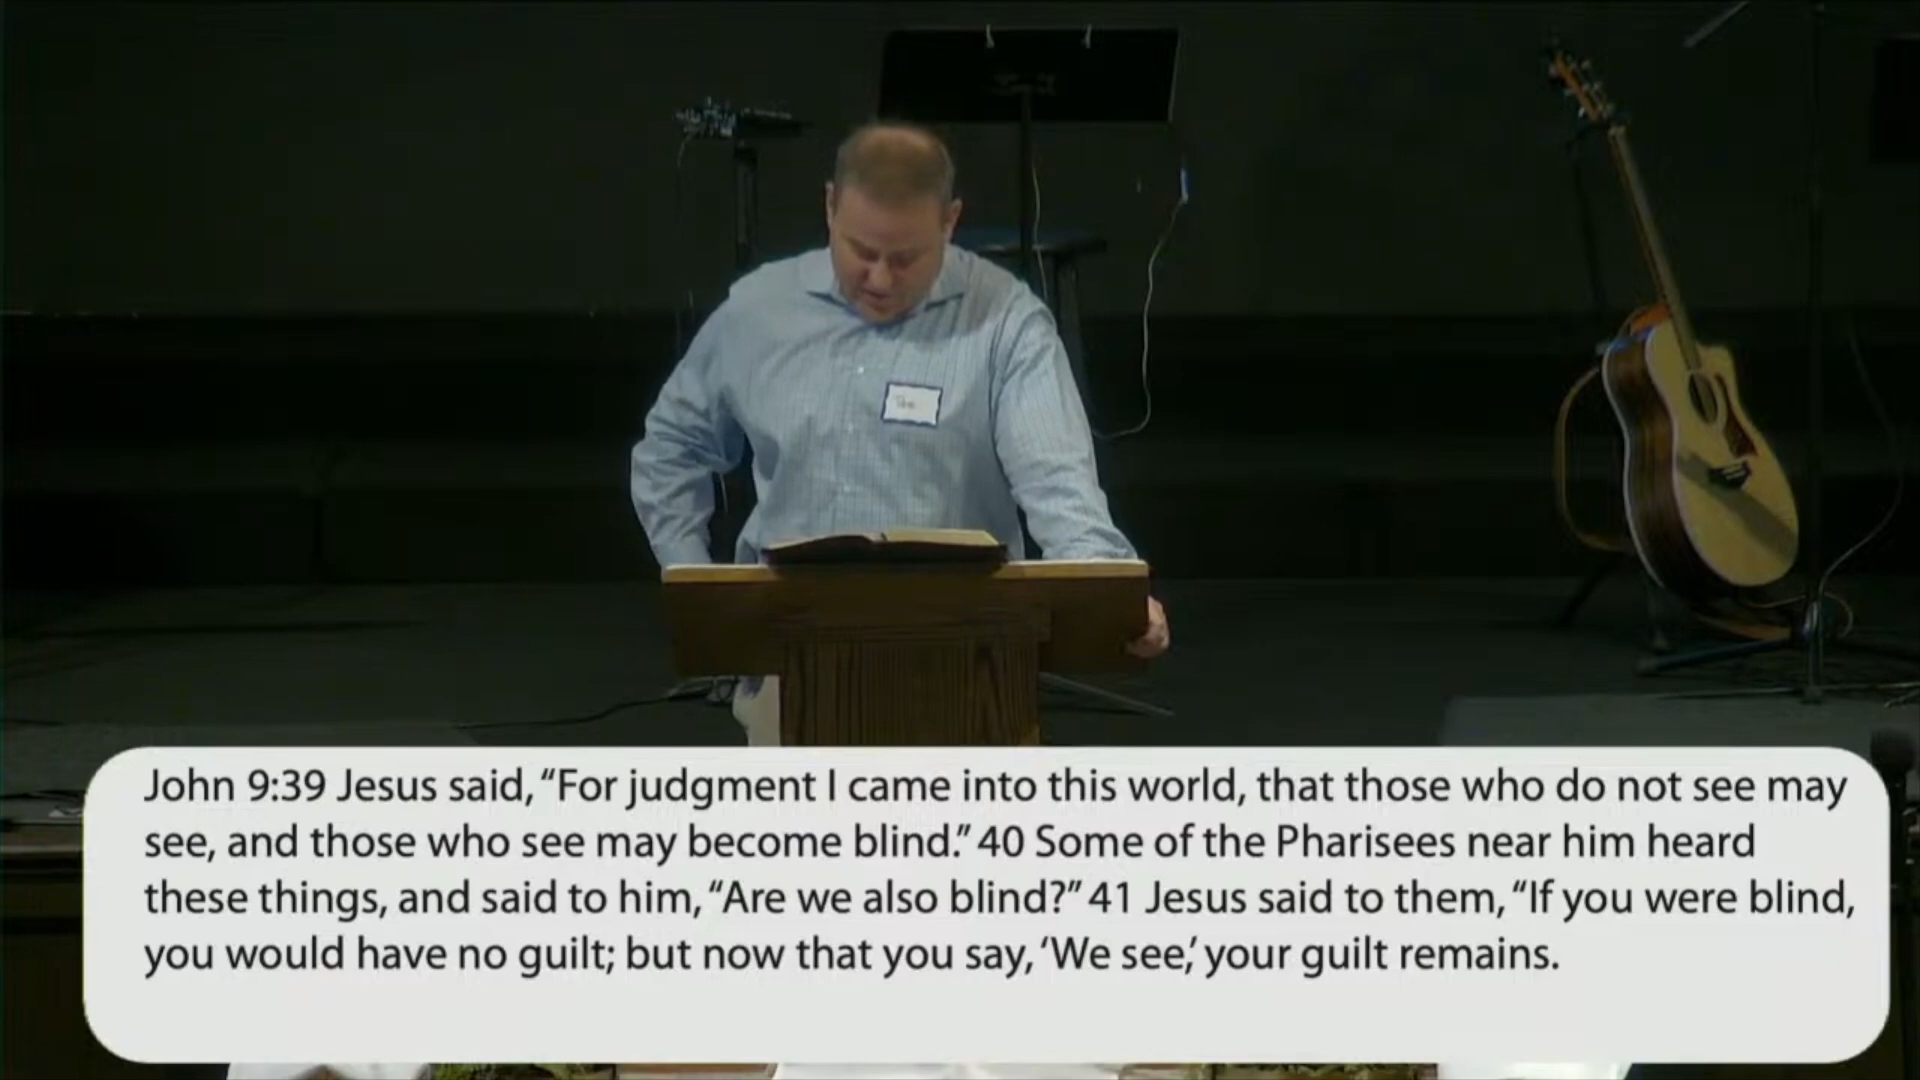 John 9:39 Jesus said, “For judgment I came into this world, that those who do not see may
see, and those who see may become blind.” 40 Some of the Pharisees near him heard
these things, and said to him, “Are we also blind?” 41 Jesus said to them, “If you were blind,
you would have no guilt; but now that you say, ‘We see,’ your guilt remains.